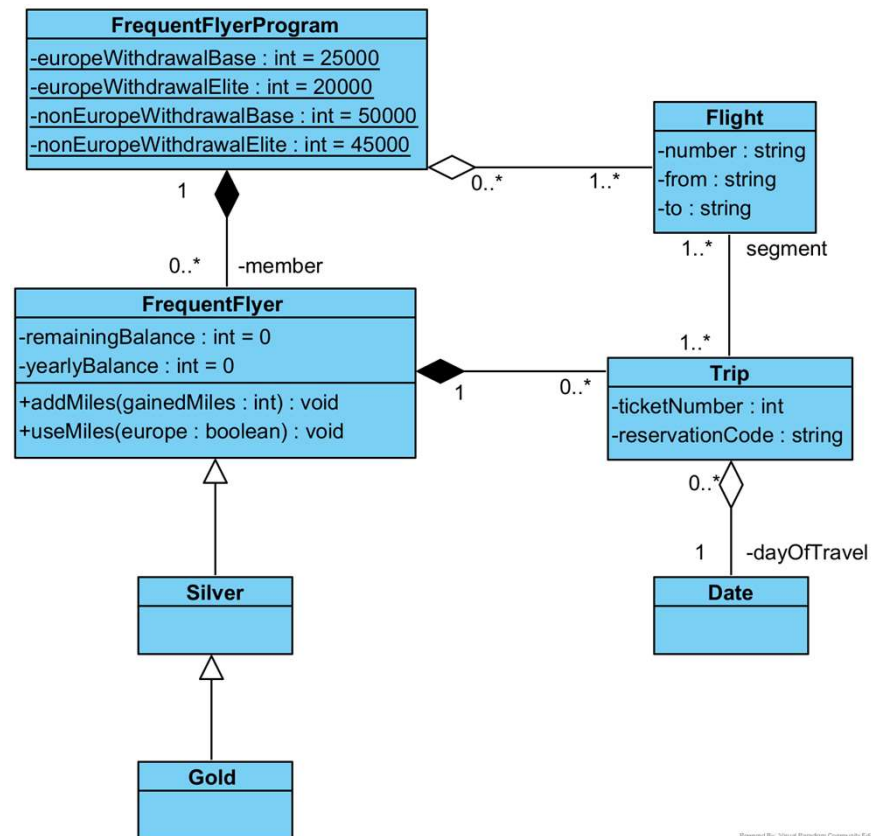 FrequentFlyerProgram
-europeWithdrawalBase : int = 25000
-europeWithdrawalElite : int = 20000
-nonEuropeWithdrawalBase : int = 50000
-nonEuropeWithdrawalElite : int = 45000
Flight
-number : string
-from : string
-to : string
0..*
1..*
1
0..*
-member
1..*
segment
FrequentFlyer
-remainingBalance : int = 0
-yearlyBalance : int = 0
+addMiles(gainedMiles : int) : void
+useMiles(europe : boolean) : void
1
0..*
1..*
Trip
-ticketNumber : int
-reservationCode : string
0..*
1
-dayOfTravel
Silver
Date
Gold